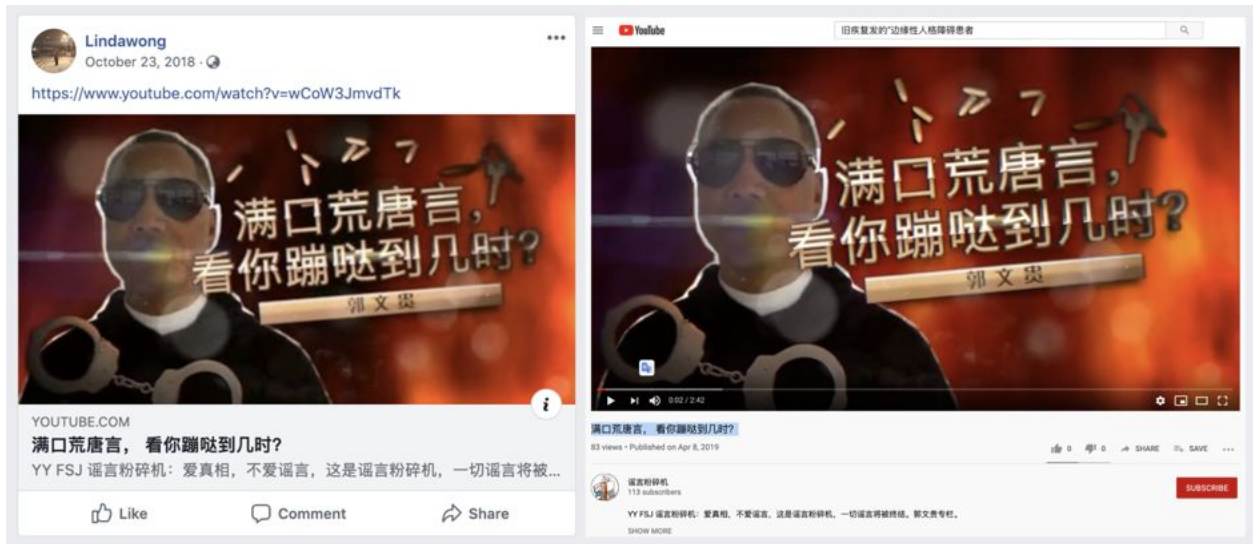 Lindawong
October 23, 2018
https://www.youtube.com/watch?v=wCoW3JmvdTk
满口荒唐言，
看你蹦哒到几时?
郭文贵
YOUTUBE.COM
满口荒唐言， 看你蹦哒到几时?
YY FSJ 谣言粉碎机：爱真相，不爱谣言，这是谣言粉碎机，一切谣言将被...
Like Comment Share
YouTube
旧疾复发的"边缘性人格障碍患者
满口荒唐言，
看你蹦哒到几时?
郭文贵
0:02 / 2:42
满口荒唐言， 看你蹦哒到几时?
83 views • Published on Apr 8, 2019
0 0 SHARE SAVE
谣言粉碎机
113 subscribers
SUBSCRIBE
YY FSJ 谣言粉碎机：爱真相，不爱谣言，这是谣言粉碎机，一切谣言将被终结。郭文贵专栏。
SHOW MORE